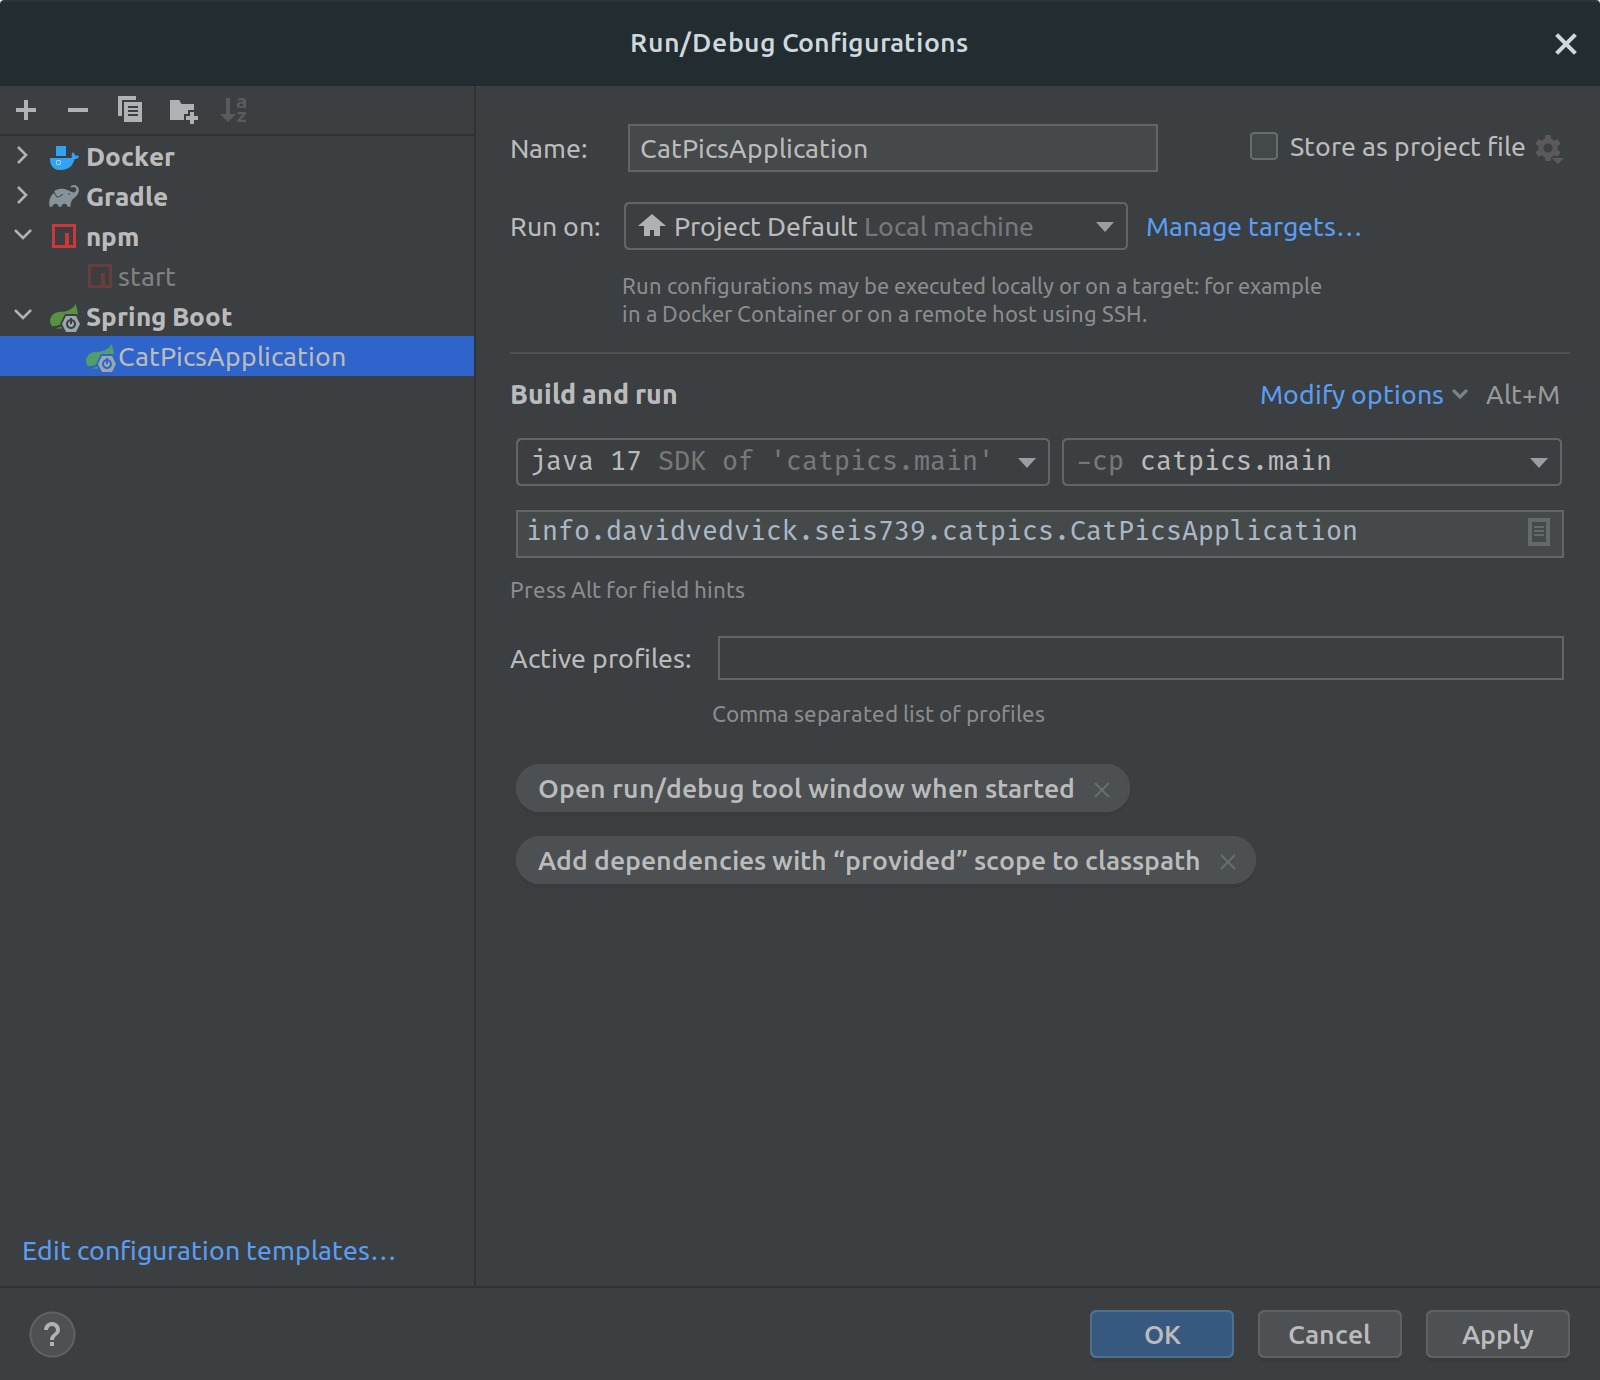 Run/Debug Configurations
Docker
Gradle
npm
start
Spring Boot
CatPicsApplication
Edit configuration templates...
Name: CatPicsApplication Store as project file
Run on: Project Default Local machine Manage targets...
Run configurations may be executed locally or on a target: for example
in a Docker Container or on a remote host using SSH.
Build and run Modify options Alt+M
java 17 SDK of 'catpics.main' -cp catpics.main
info.davidvedvick.seis739.catpics.CatPicsApplication
Press Alt for field hints
Active profiles:
Comma separated list of profiles
Open run/debug tool window when started
Add dependencies with “provided” scope to classpath
? OK Cancel Apply